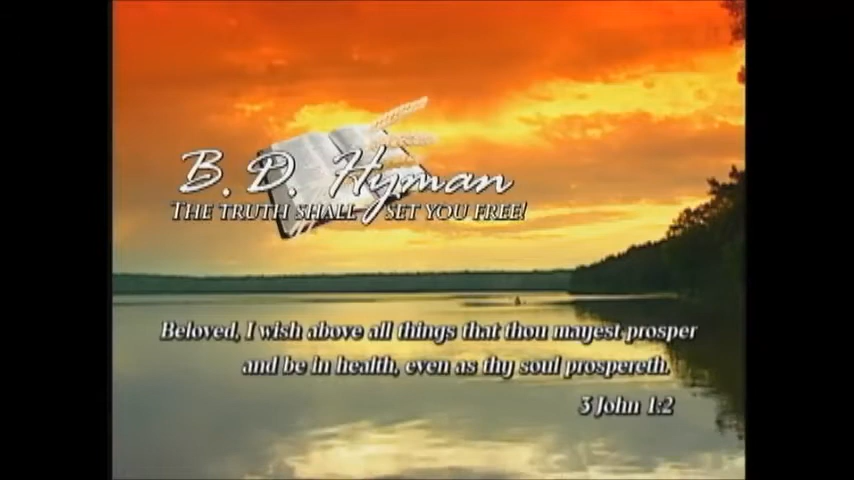 B. D. Hyman
THE TRUTH SHALL SET YOU FREE!
Beloved, I wish above all things that thou mayest prosper
and be in health, even as thy soul prospereth.
3 John 1:2